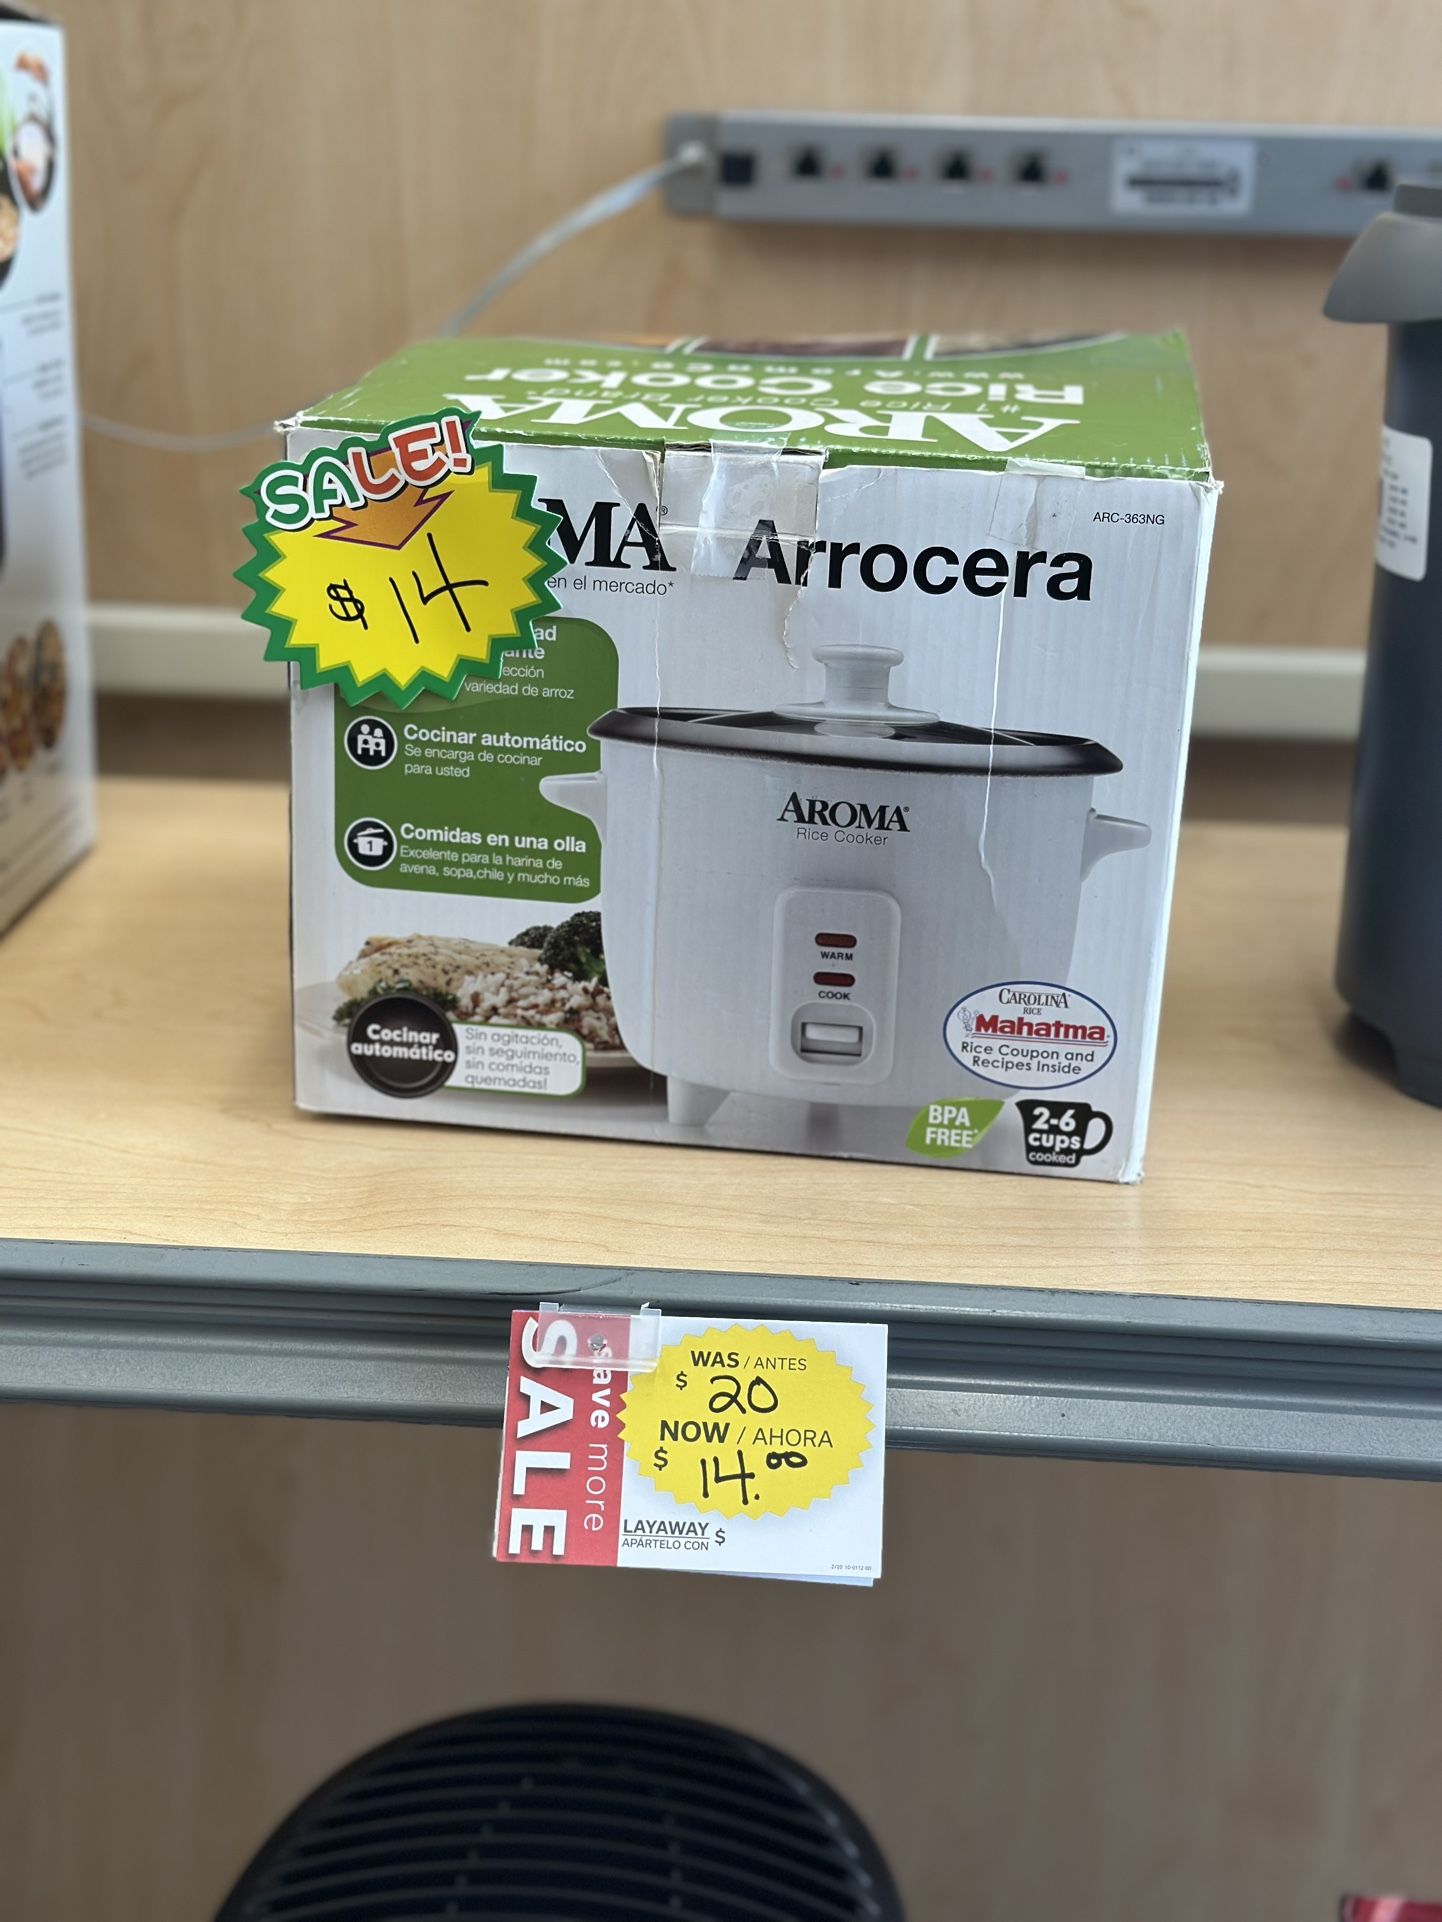 AROMA
#1 Rice Cooker Brand
Rice Cooker
www.AromaCo.com
SALE!
$14
MA®
en el mercado*
Arrocera
ARC-363NG
variedad de arroz
Cocinar automático
Se encarga de cocinar
para usted
Comidas en una olla
1
Excelente para la harina de
avena, sopa,chile y mucho más
AROMA®
Rice Cooker
WARM
COOK
Cocinar
automático
Sin agitación,
sin seguimiento,
sin comidas
quemadas!
CAROLINA
RICE
Mahatma
Rice Coupon and
Recipes Inside
BPA
FREE*
2-6
cups
cooked
SALE
save more
WAS / ANTES
$ 20
NOW / AHORA
$ 14.00
LAYAWAY $
APÁRTELO CON